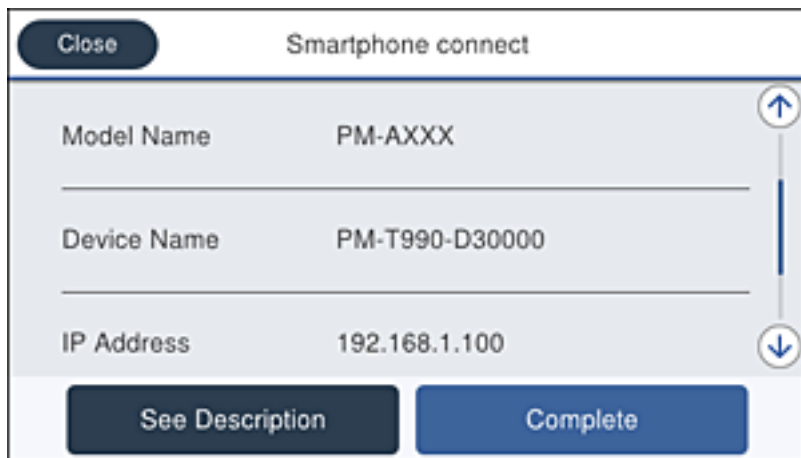 Close Smartphone connect
Model Name PM-AXXX
Device Name PM-T990-D30000
IP Address 192.168.1.100
See Description Complete